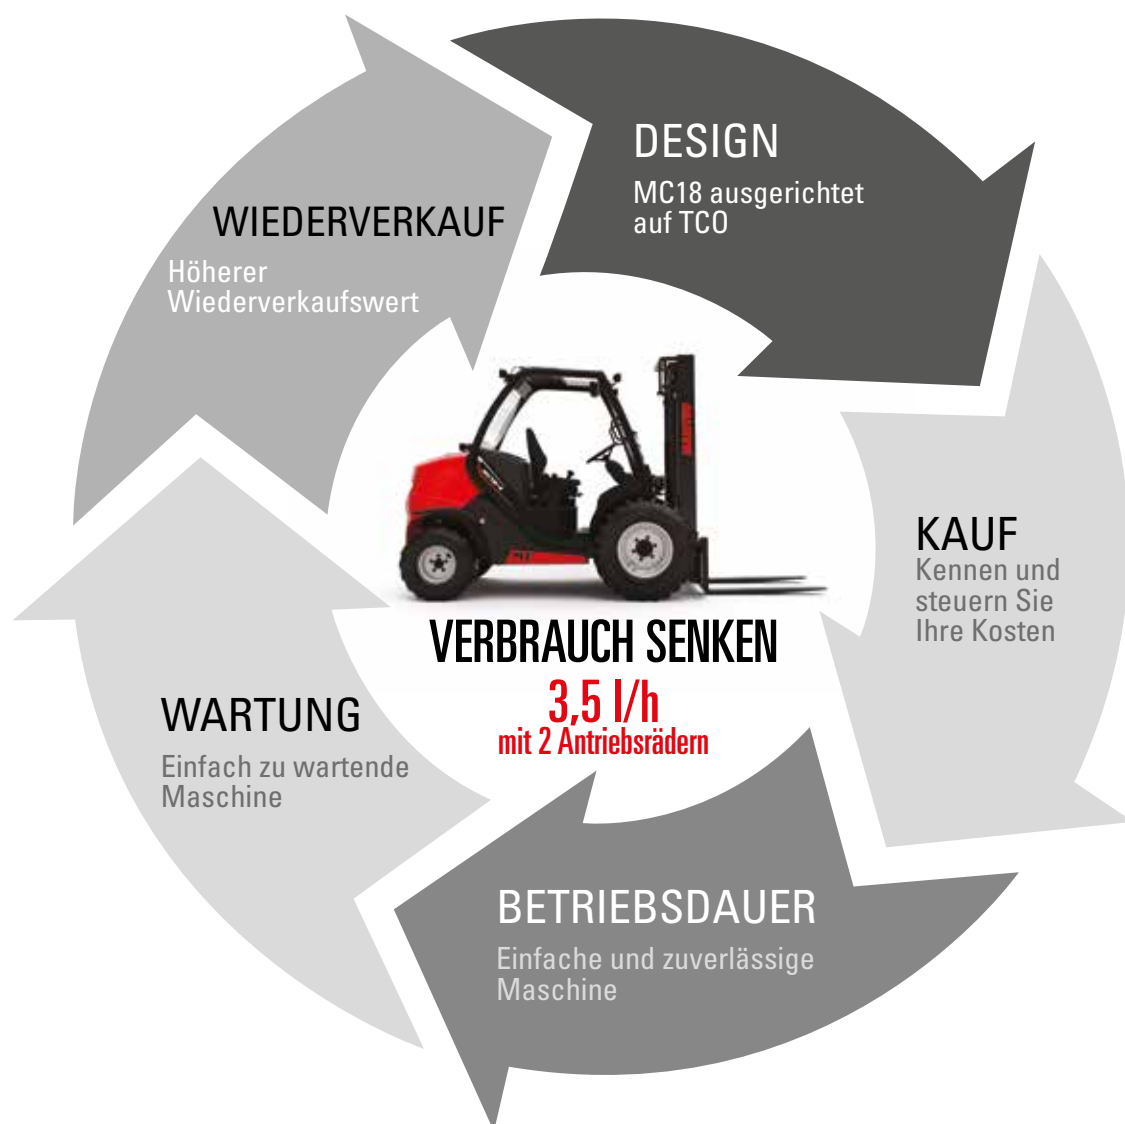 DESIGN
MC18 ausgerichtet
auf TCO
KAUF
Kennen und
steuern Sie
Ihre Kosten
BETRIEBSDAUER
Einfache und zuverlässige
Maschine
WARTUNG
Einfach zu wartende
Maschine
WIEDERVERKAUF
Höherer
Wiederverkaufswert
VERBRAUCH SENKEN
3,5 l/h
mit 2 Antriebsrädern